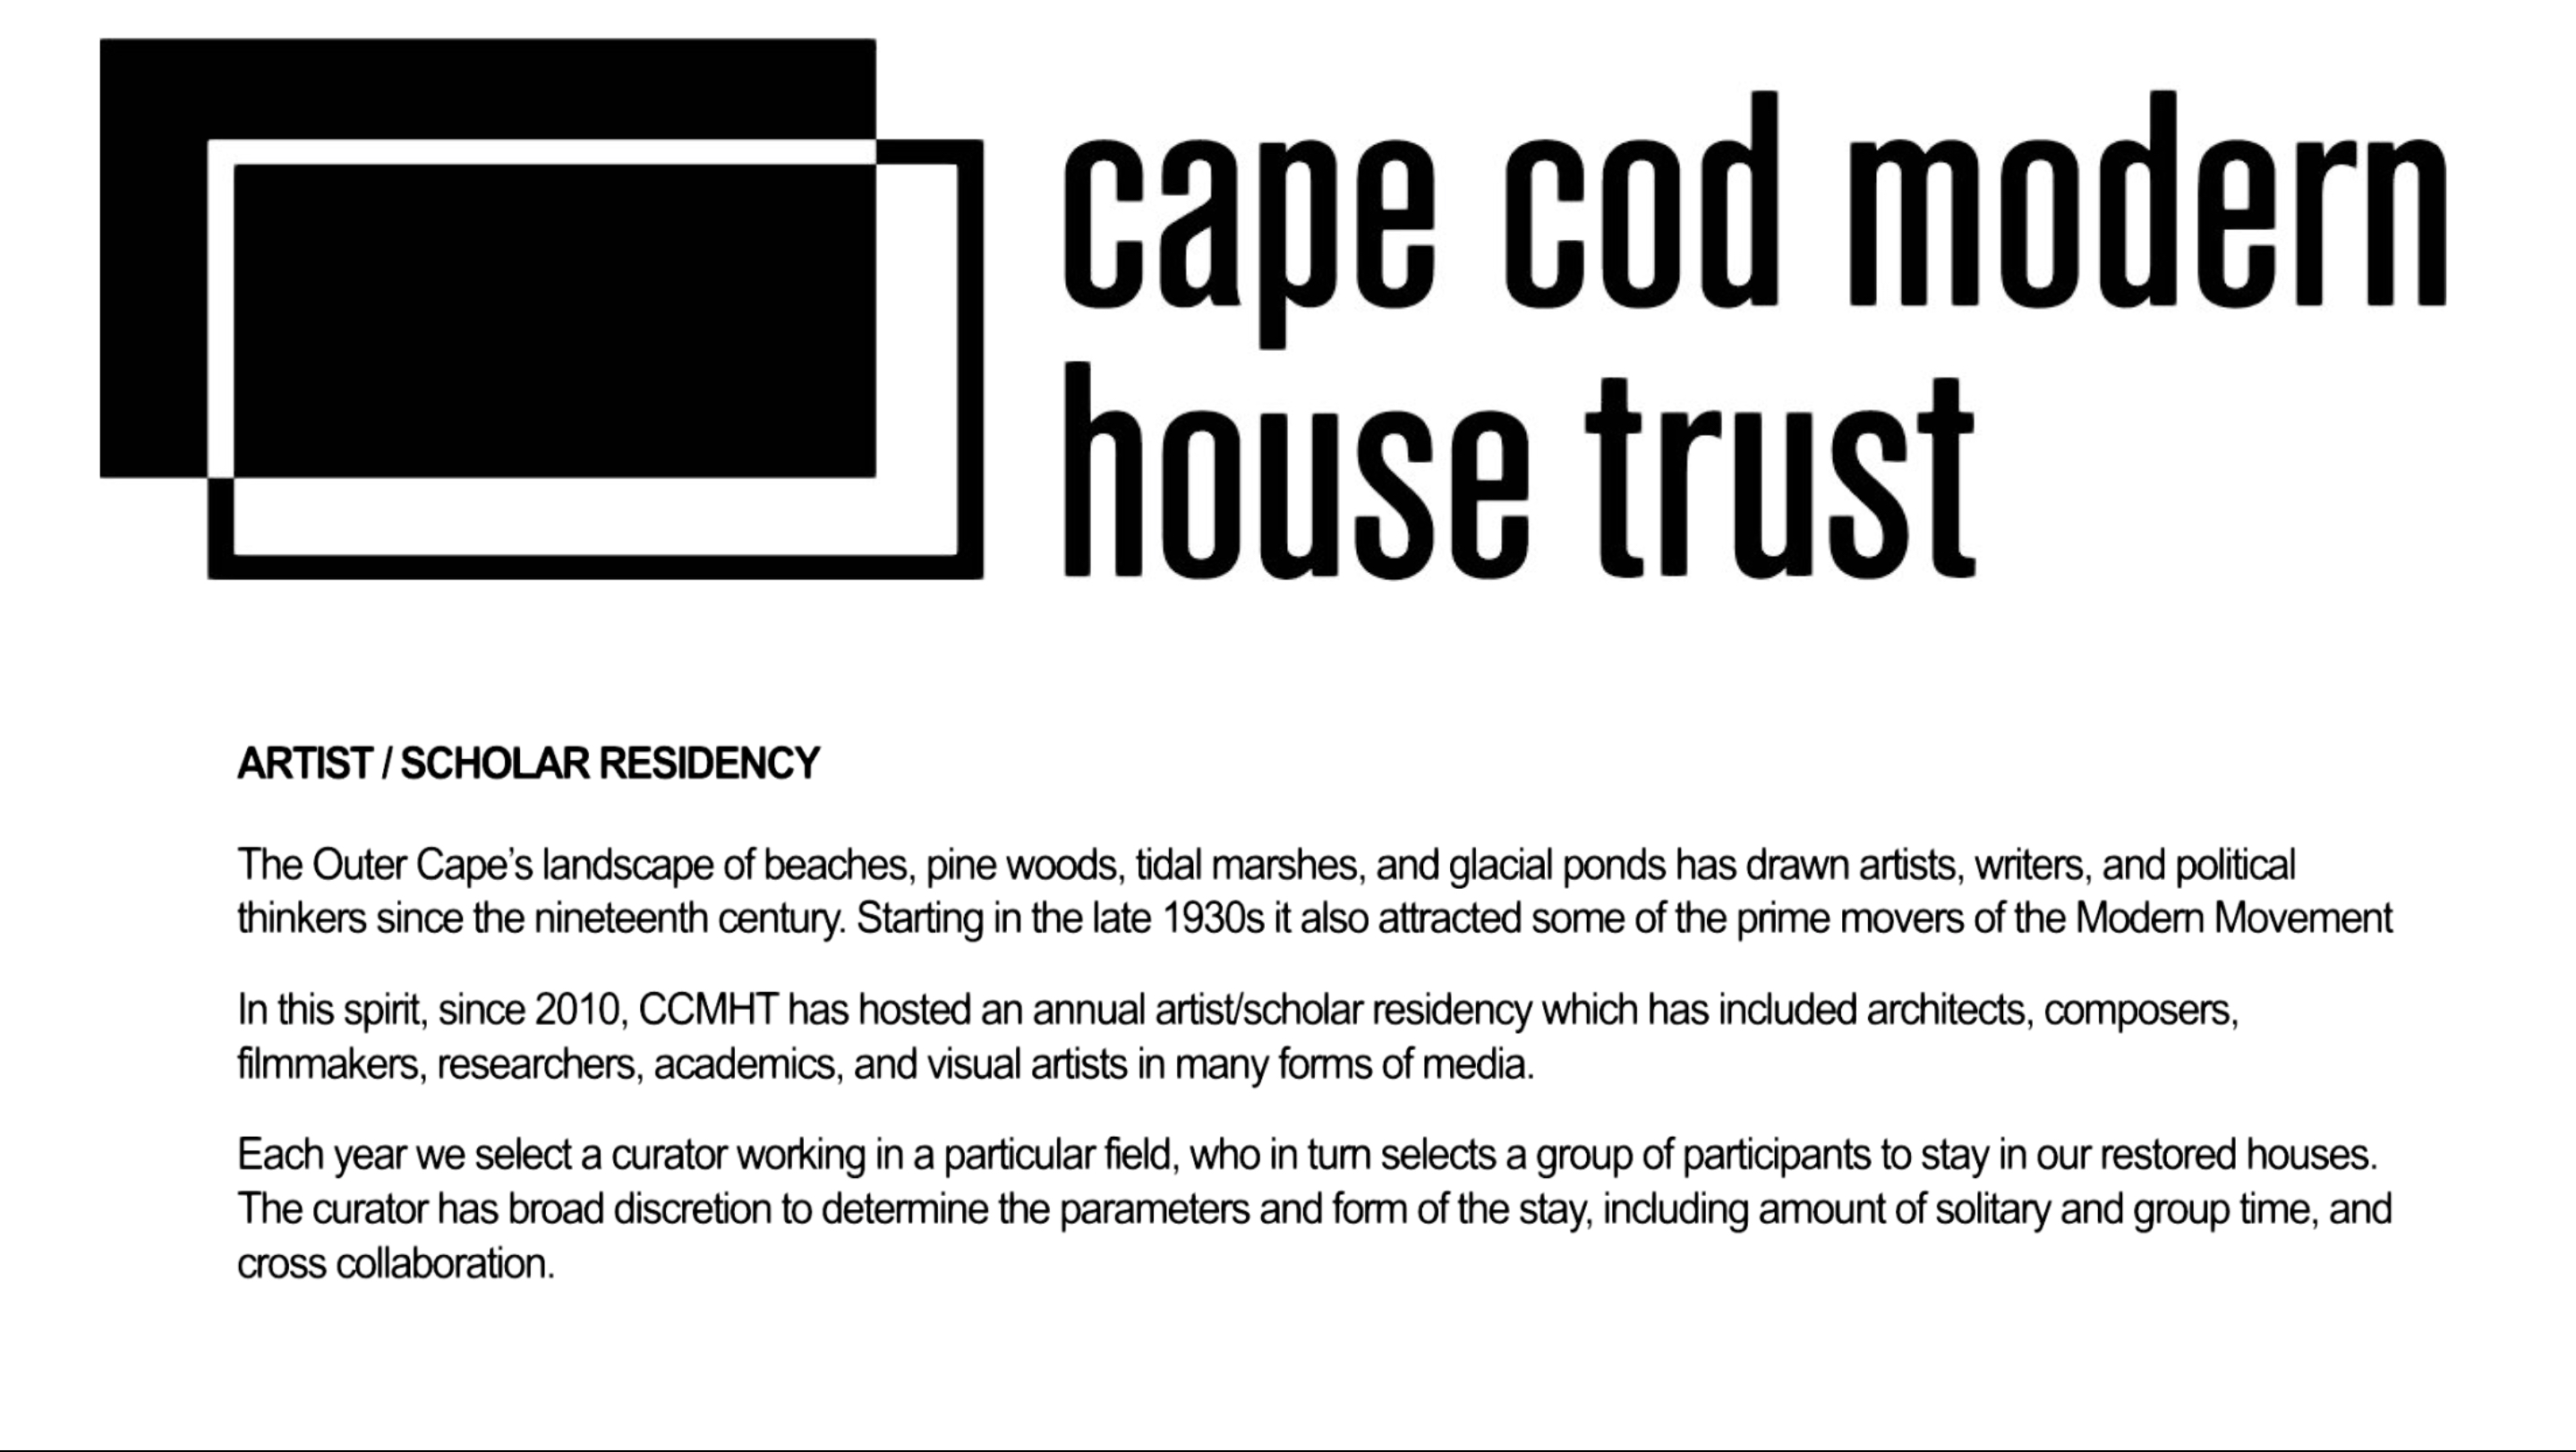 cape cod modern
house trust
ARTIST / SCHOLAR RESIDENCY
The Outer Cape’s landscape of beaches, pine woods, tidal marshes, and glacial ponds has drawn artists, writers, and political
thinkers since the nineteenth century. Starting in the late 1930s it also attracted some of the prime movers of the Modern Movement
In this spirit, since 2010, CCMHT has hosted an annual artist/scholar residency which has included architects, composers,
filmmakers, researchers, academics, and visual artists in many forms of media.
Each year we select a curator working in a particular field, who in turn selects a group of participants to stay in our restored houses.
The curator has broad discretion to determine the parameters and form of the stay, including amount of solitary and group time, and
cross collaboration.